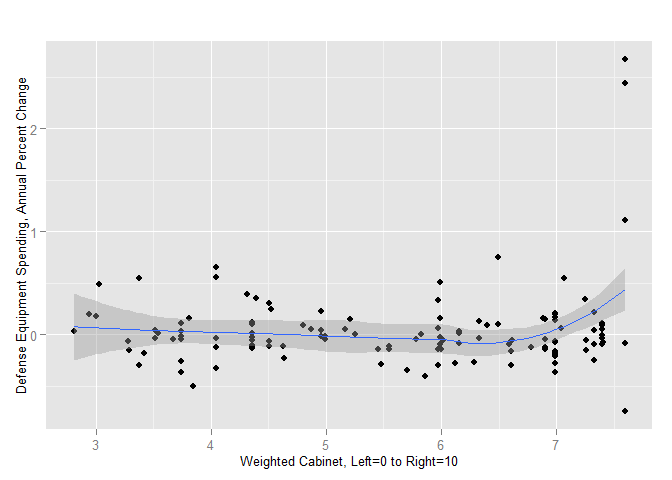 Defense Equipment Spending, Annual Percent Change
2
1
0
3 4 5 6 7
Weighted Cabinet, Left=0 to Right=10